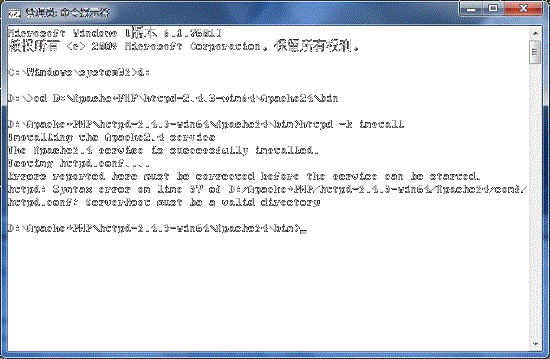 管理员: 命令提示符
Microsoft Windows [版本 6.1.7601]
版权所有 (c) 2009 Microsoft Corporation。保留所有权利。
C:\Windows\system32>d:
D:\>cd D:\Apache+PHP\httpd-2.4.3-win64\Apache24\bin
D:\Apache+PHP\httpd-2.4.3-win64\Apache24\bin>httpd -k install
Installing the Apache2.4 service
The Apache2.4 service is successfully installed.
Testing httpd.conf....
Errors reported here must be corrected before the service can be started.
httpd: Syntax error on line 37 of D:/Apache+PHP/httpd-2.4.3-win64/Apache24/conf/
httpd.conf: ServerRoot must be a valid directory
D:\Apache+PHP\httpd-2.4.3-win64\Apache24\bin>_